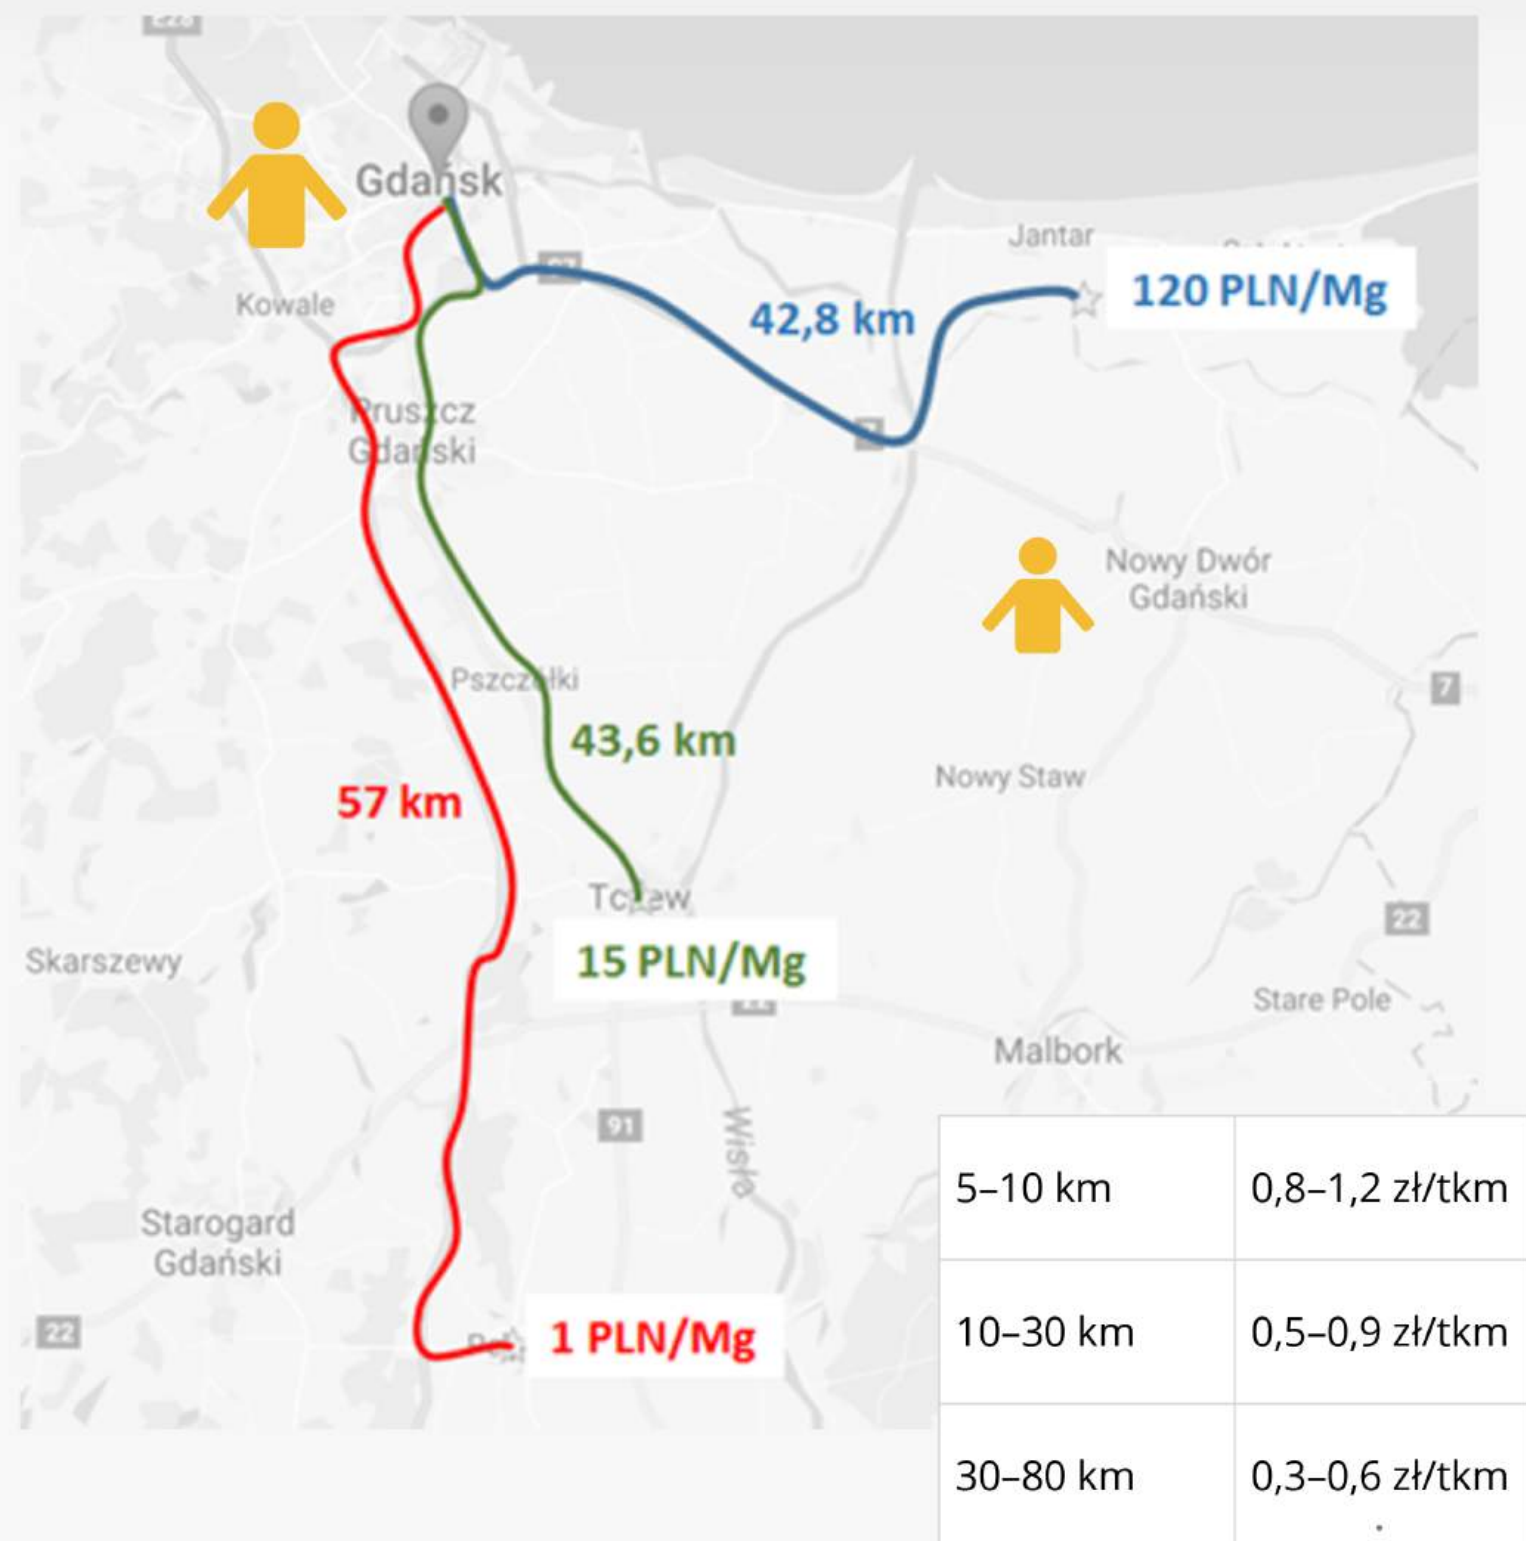 Gdańsk
Jantar
120 PLN/Mg
Kowale
42,8 km
Pruszcz
Gdański
7
Nowy Dwór
Gdański
Pszczółki
7
43,6 km
Nowy Staw
57 km
Tczew
22
Skarszewy
15 PLN/Mg
Stare Pole
Malbork
91
Wisła
5–10 km 0,8–1,2 zł/tkm
Starogard
Gdański
22
1 PLN/Mg
10–30 km 0,5–0,9 zł/tkm
30–80 km 0,3–0,6 zł/tkm